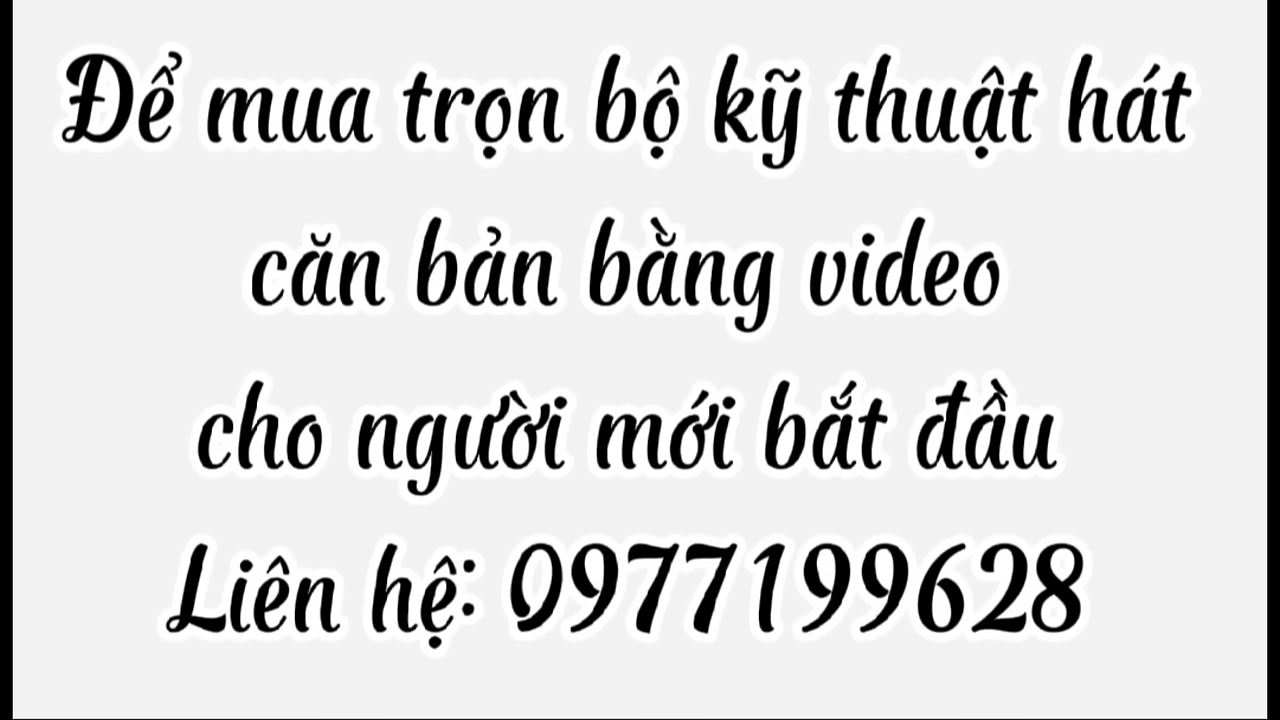 Để mua trọn bộ kỹ thuật hát
căn bản bằng video
cho người mới bắt đầu
Liên hệ: 0977199628